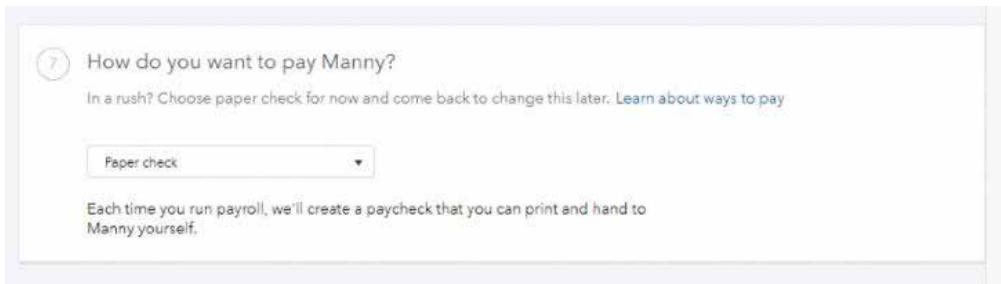 7 How do you want to pay Manny?
In a rush? Choose paper check for now and come back to change this later. Learn about ways to pay
Paper check
Each time you run payroll, we'll create a paycheck that you can print and hand to
Manny yourself.